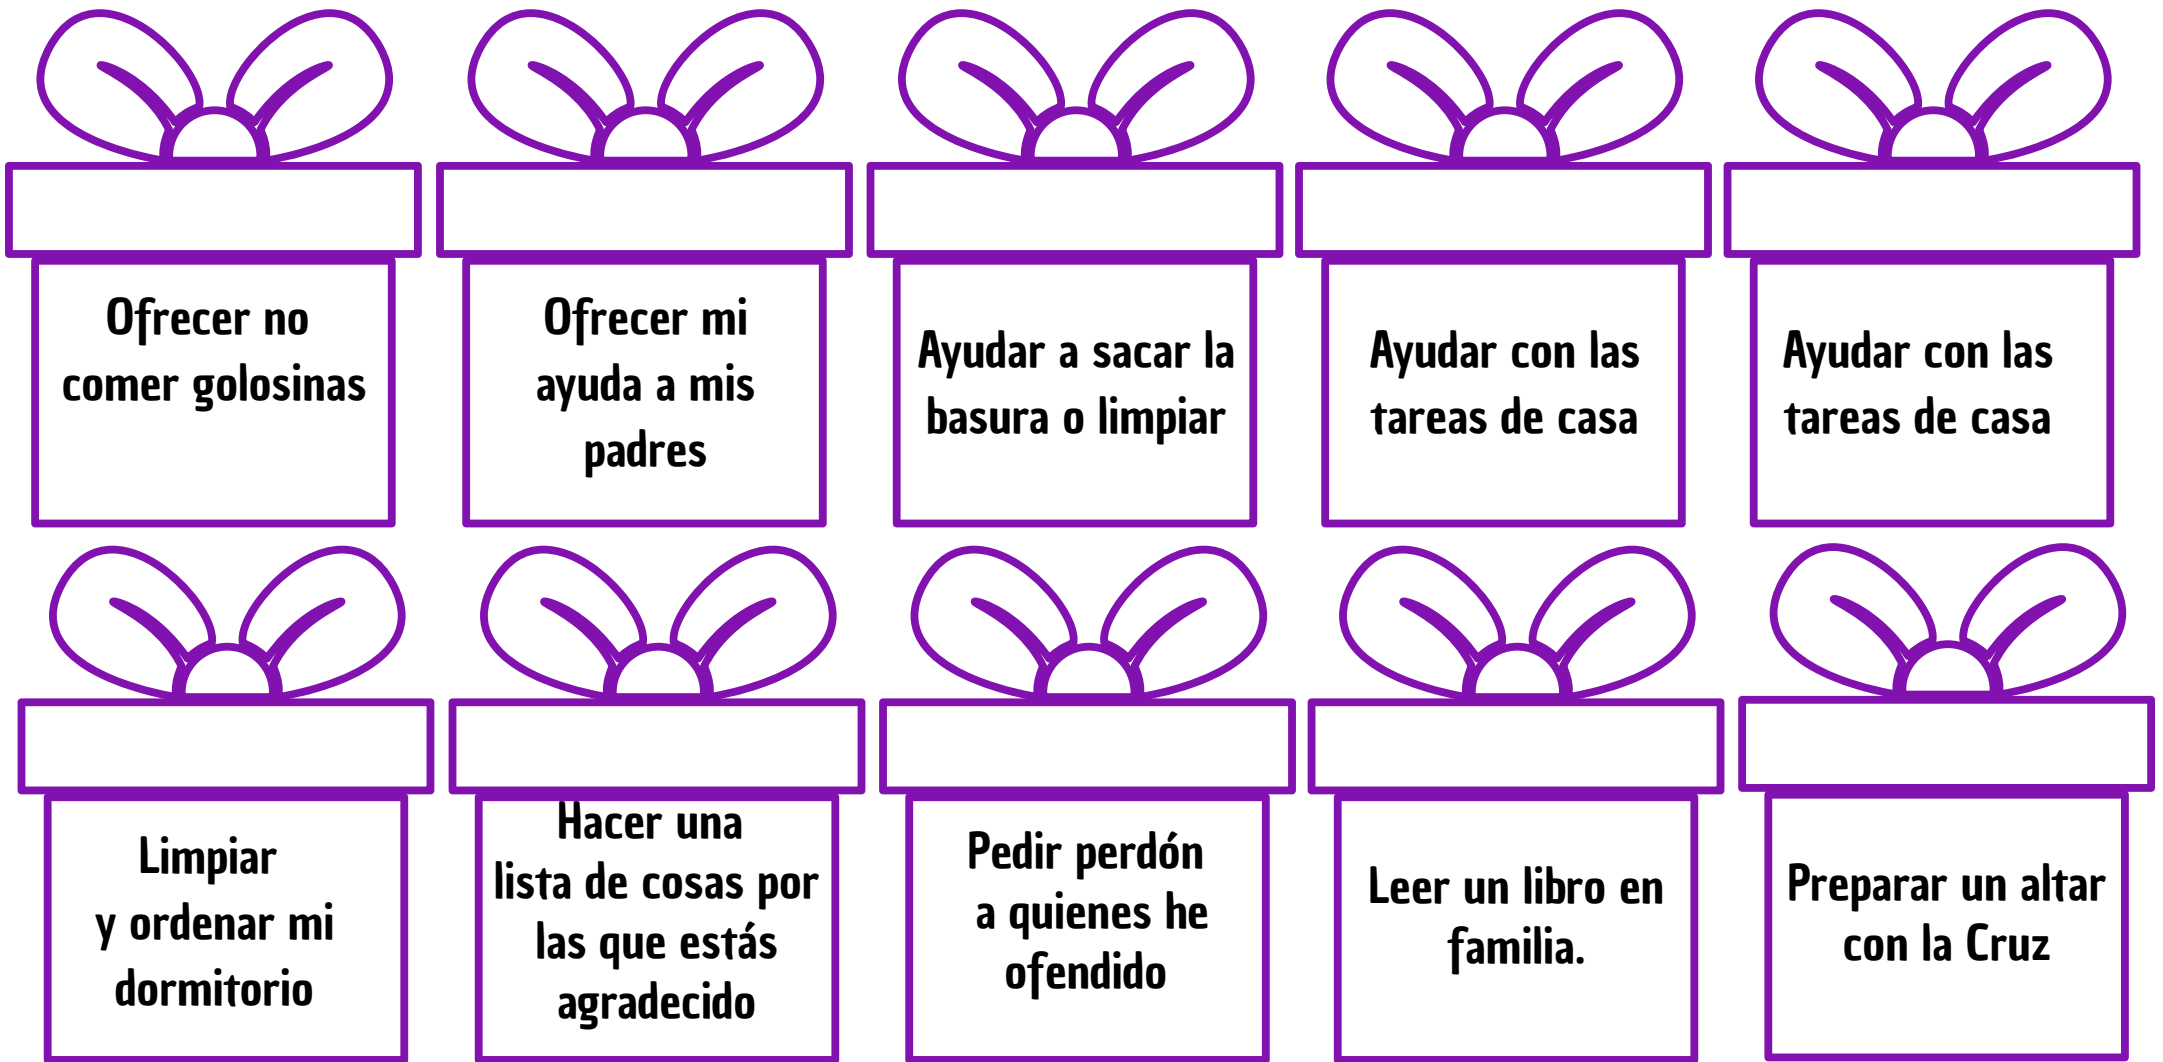 Ofrecer no
comer golosinas
Ofrecer mi
ayuda a mis
padres
Ayudar a sacar la
basura o limpiar
Ayudar con las
tareas de casa
Ayudar con las
tareas de casa
Limpiar
y ordenar mi
dormitorio
Hacer una
lista de cosas por
las que estás
agradecido
Pedir perdón
a quienes he
ofendido
Leer un libro en
familia.
Preparar un altar
con la Cruz